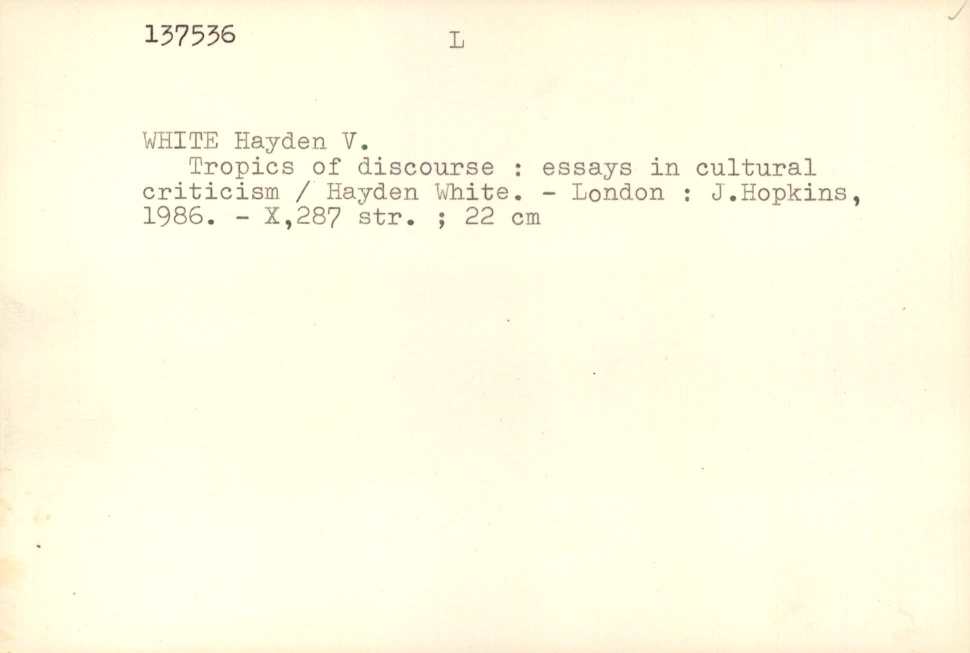 137536 L
WHITE Hayden V.
Tropics of discourse : essays in cultural
criticism / Hayden White. - London : J.Hopkins,
1986. - X,287 str. ; 22 cm